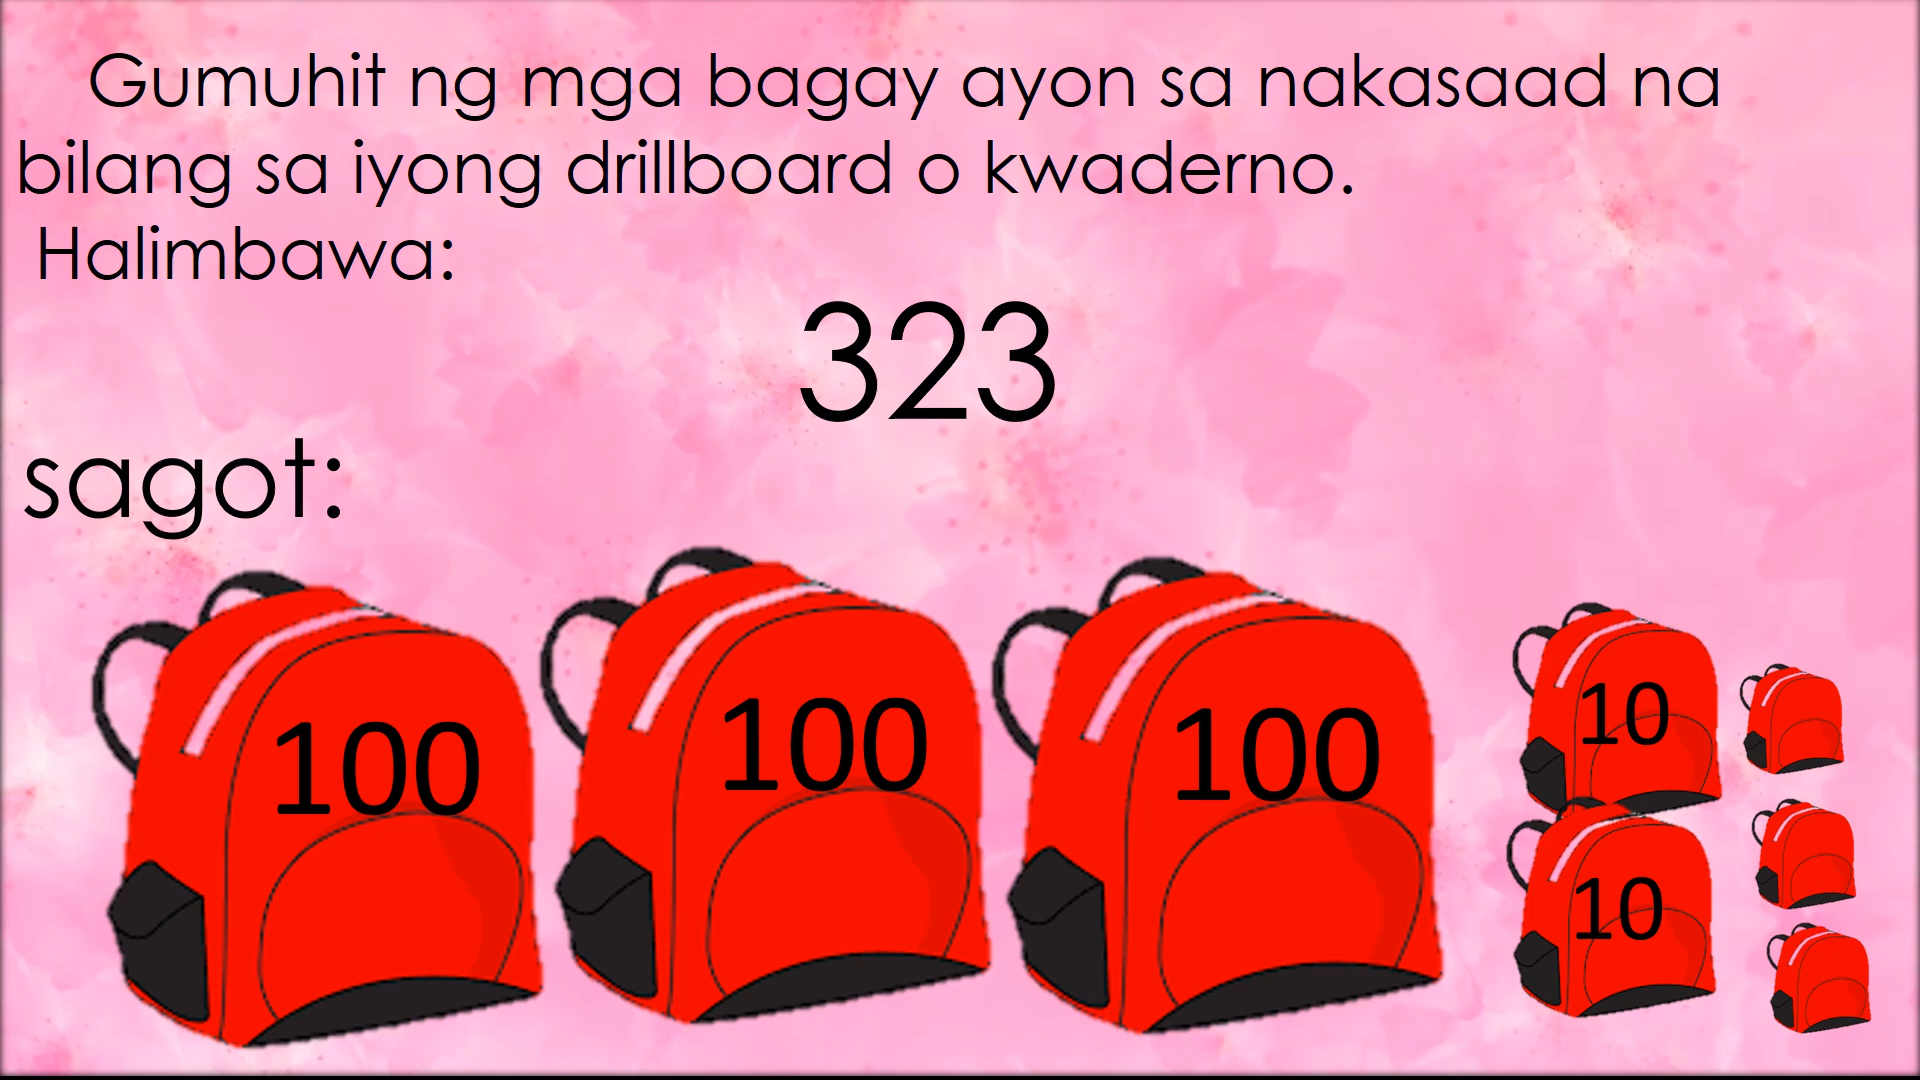 Gumuhit ng mga bagay ayon sa nakasaad na
bilang sa iyong drillboard o kwaderno.
Halimbawa:
323
sagot:
100
100
100
10
10